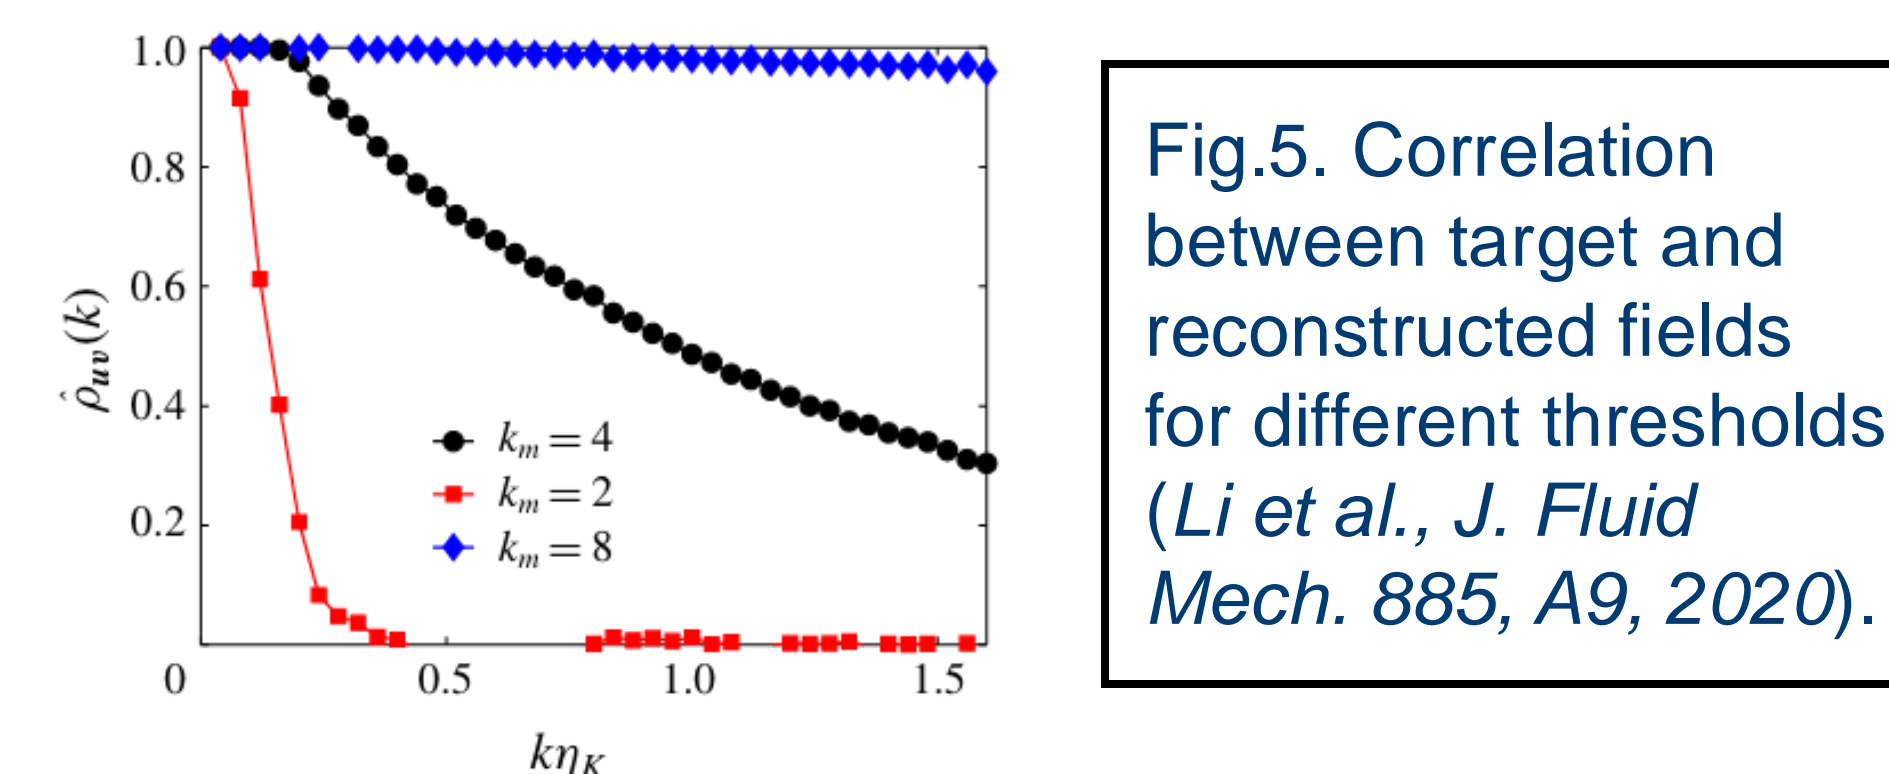 1.0
0.8
0.6
0.4
0.2
0
0.5
1.0
1.5
ρ̂uv(k)
kηK
km = 4
km = 2
km = 8
Fig.5. Correlation
between target and
reconstructed fields
for different thresholds
(Li et al., J. Fluid
Mech. 885, A9, 2020).